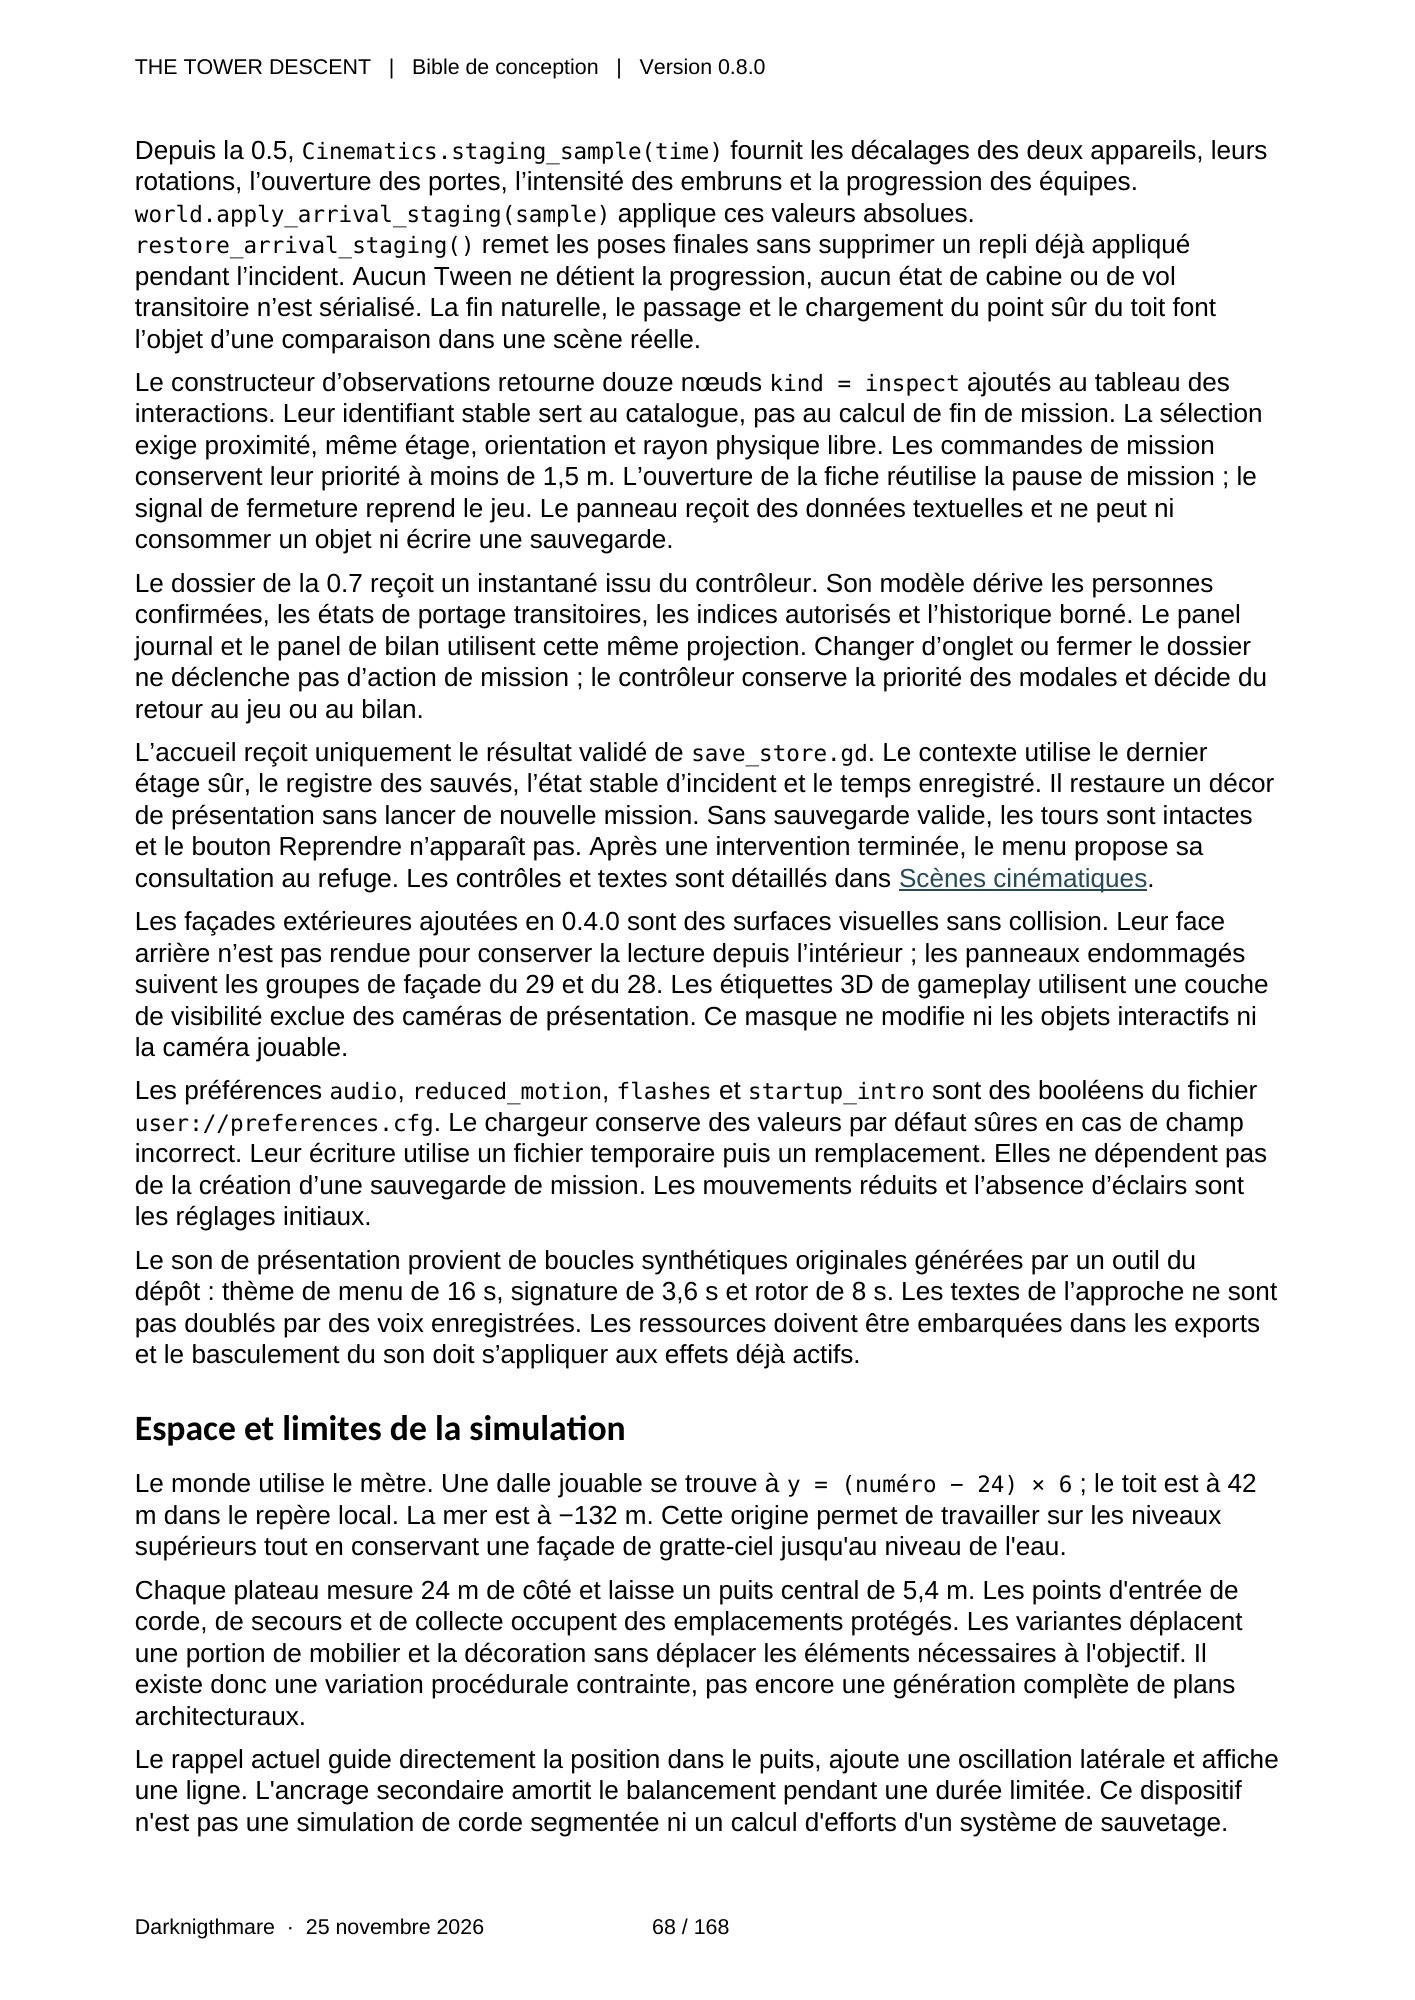 THE TOWER DESCENT | Bible de conception | Version 0.8.0
Depuis la 0.5, Cinematics.staging_sample(time) fournit les décalages des deux appareils, leurs
rotations, l’ouverture des portes, l’intensité des embruns et la progression des équipes.
world.apply_arrival_staging(sample) applique ces valeurs absolues.
restore_arrival_staging() remet les poses finales sans supprimer un repli déjà appliqué
pendant l’incident. Aucun Tween ne détient la progression, aucun état de cabine ou de vol
transitoire n’est sérialisé. La fin naturelle, le passage et le chargement du point sûr du toit font
l’objet d’une comparaison dans une scène réelle.
Le constructeur d’observations retourne douze nœuds kind = inspect ajoutés au tableau des
interactions. Leur identifiant stable sert au catalogue, pas au calcul de fin de mission. La sélection
exige proximité, même étage, orientation et rayon physique libre. Les commandes de mission
conservent leur priorité à moins de 1,5 m. L’ouverture de la fiche réutilise la pause de mission ; le
signal de fermeture reprend le jeu. Le panneau reçoit des données textuelles et ne peut ni
consommer un objet ni écrire une sauvegarde.
Le dossier de la 0.7 reçoit un instantané issu du contrôleur. Son modèle dérive les personnes
confirmées, les états de portage transitoires, les indices autorisés et l’historique borné. Le panel
journal et le panel de bilan utilisent cette même projection. Changer d’onglet ou fermer le dossier
ne déclenche pas d’action de mission ; le contrôleur conserve la priorité des modales et décide du
retour au jeu ou au bilan.
L’accueil reçoit uniquement le résultat validé de save_store.gd. Le contexte utilise le dernier
étage sûr, le registre des sauvés, l’état stable d’incident et le temps enregistré. Il restaure un décor
de présentation sans lancer de nouvelle mission. Sans sauvegarde valide, les tours sont intactes
et le bouton Reprendre n’apparaît pas. Après une intervention terminée, le menu propose sa
consultation au refuge. Les contrôles et textes sont détaillés dans Scènes cinématiques.
Les façades extérieures ajoutées en 0.4.0 sont des surfaces visuelles sans collision. Leur face
arrière n’est pas rendue pour conserver la lecture depuis l’intérieur ; les panneaux endommagés
suivent les groupes de façade du 29 et du 28. Les étiquettes 3D de gameplay utilisent une couche
de visibilité exclue des caméras de présentation. Ce masque ne modifie ni les objets interactifs ni
la caméra jouable.
Les préférences audio, reduced_motion, flashes et startup_intro sont des booléens du fichier
user://preferences.cfg. Le chargeur conserve des valeurs par défaut sûres en cas de champ
incorrect. Leur écriture utilise un fichier temporaire puis un remplacement. Elles ne dépendent pas
de la création d’une sauvegarde de mission. Les mouvements réduits et l’absence d’éclairs sont
les réglages initiaux.
Le son de présentation provient de boucles synthétiques originales générées par un outil du
dépôt : thème de menu de 16 s, signature de 3,6 s et rotor de 8 s. Les textes de l’approche ne sont
pas doublés par des voix enregistrées. Les ressources doivent être embarquées dans les exports
et le basculement du son doit s’appliquer aux effets déjà actifs.
Espace et limites de la simulation
Le monde utilise le mètre. Une dalle jouable se trouve à y = (numéro − 24) × 6 ; le toit est à 42
m dans le repère local. La mer est à −132 m. Cette origine permet de travailler sur les niveaux
supérieurs tout en conservant une façade de gratte-ciel jusqu'au niveau de l'eau.
Chaque plateau mesure 24 m de côté et laisse un puits central de 5,4 m. Les points d'entrée de
corde, de secours et de collecte occupent des emplacements protégés. Les variantes déplacent
une portion de mobilier et la décoration sans déplacer les éléments nécessaires à l'objectif. Il
existe donc une variation procédurale contrainte, pas encore une génération complète de plans
architecturaux.
Le rappel actuel guide directement la position dans le puits, ajoute une oscillation latérale et affiche
une ligne. L'ancrage secondaire amortit le balancement pendant une durée limitée. Ce dispositif
n'est pas une simulation de corde segmentée ni un calcul d'efforts d'un système de sauvetage.
Darknigthmare · 25 novembre 2026 68 / 168